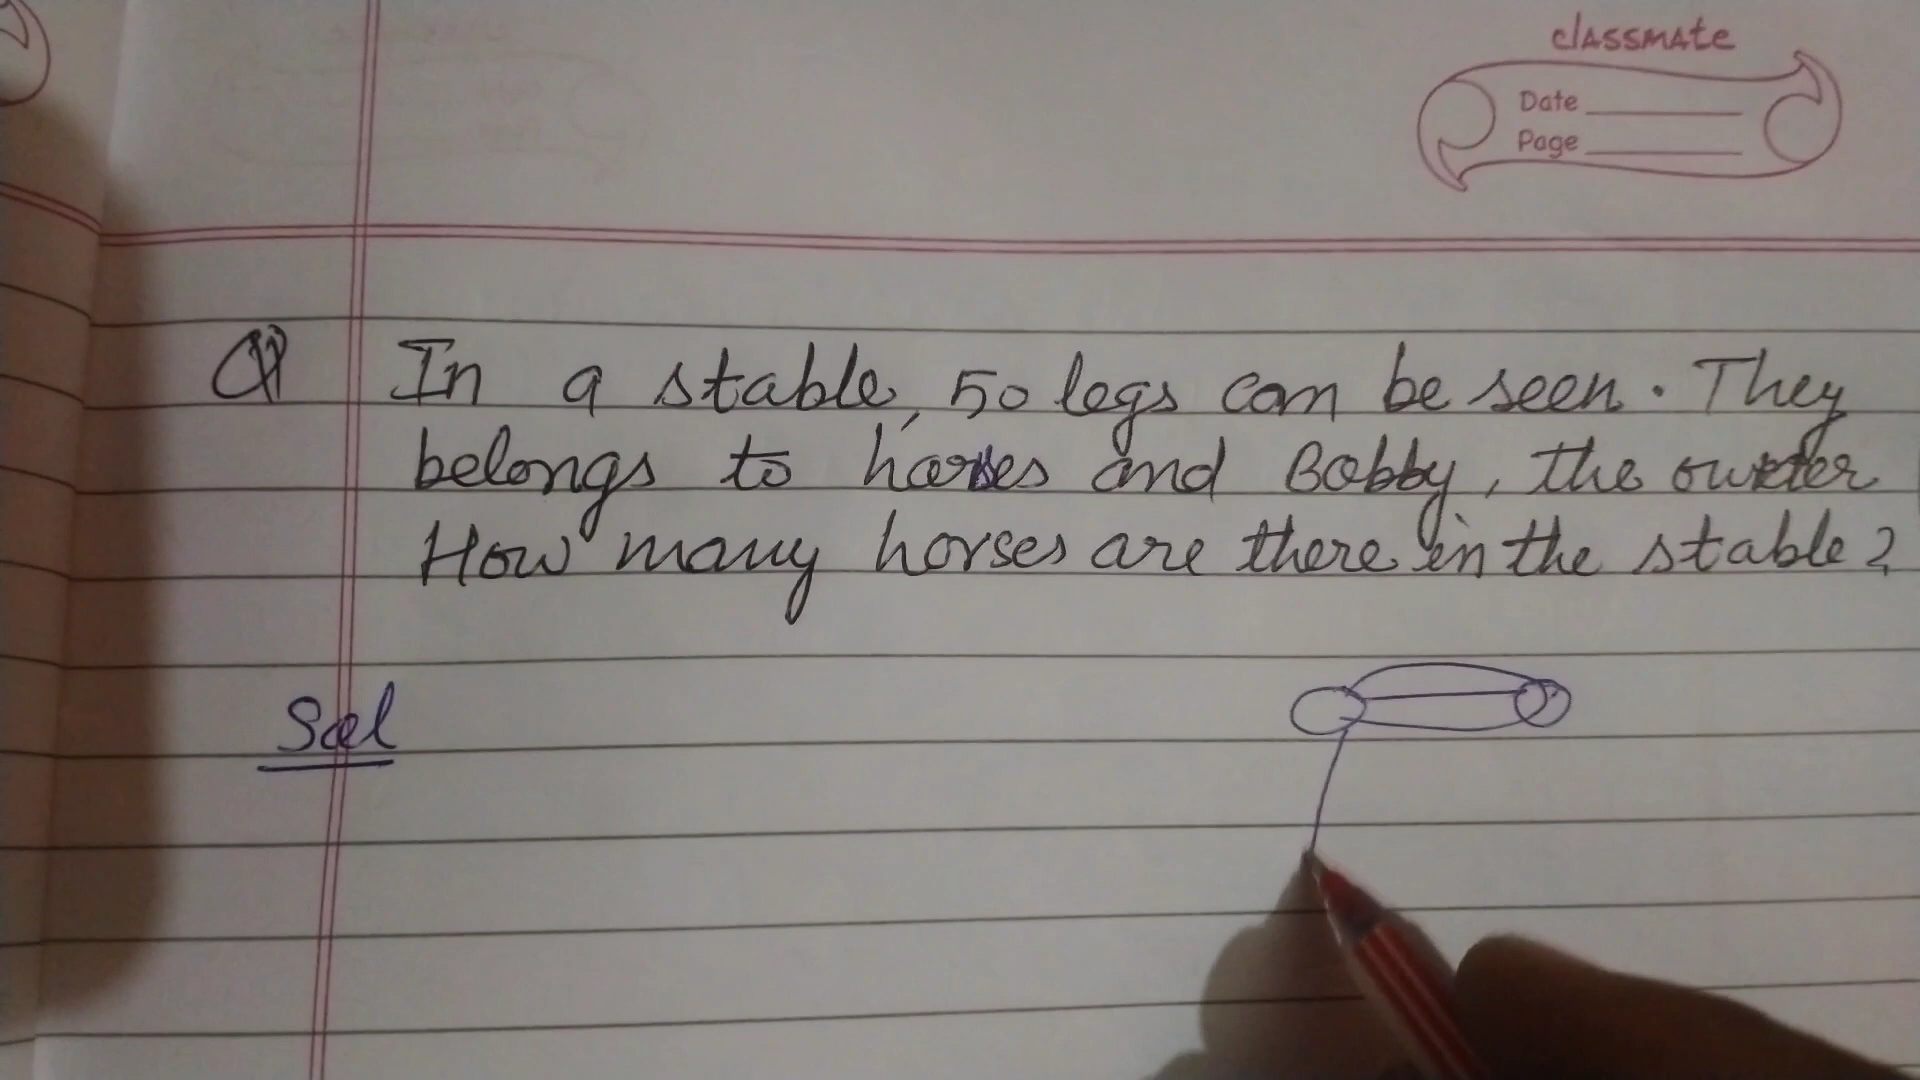 classmate
Date
Page
Q In a stable, 50 legs can be seen. They
belongs to horses and Bobby, the owner
How many horses are there in the stable?
Sol